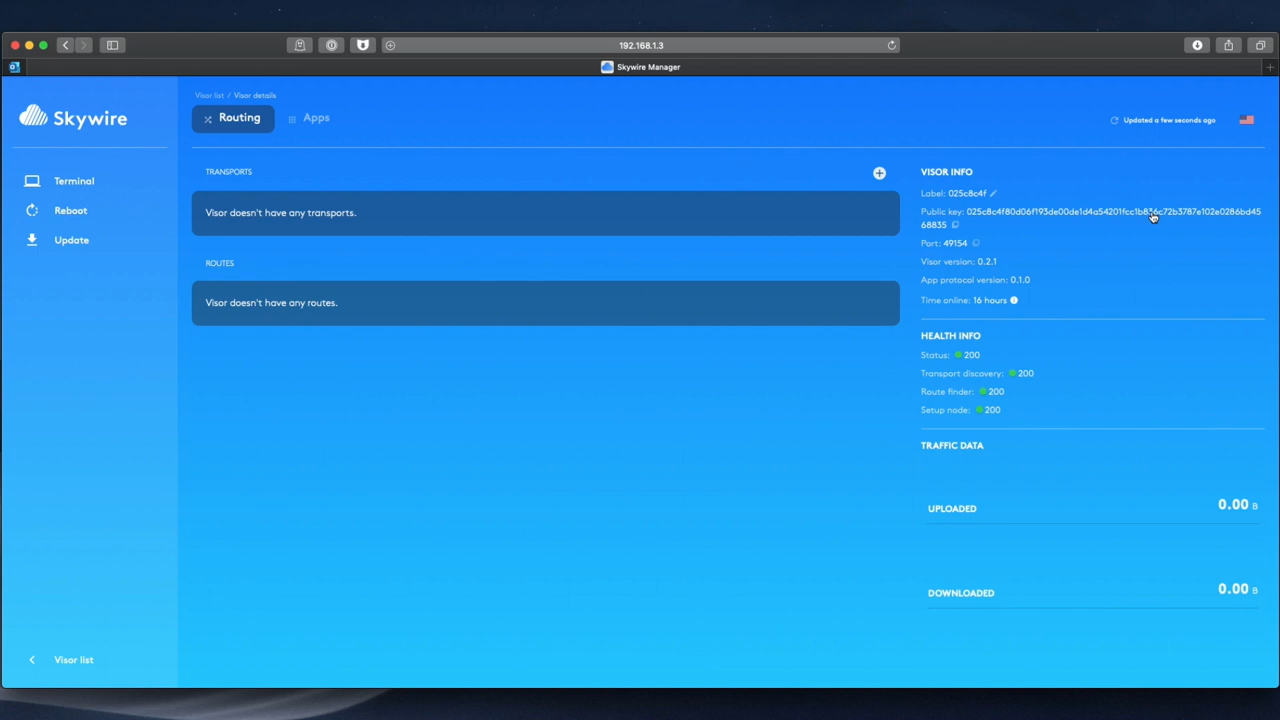 192.168.1.3
Skywire Manager
Skywire
Terminal
Reboot
Update
Visor list
Visor list / Visor details
Routing
Apps
Updated a few seconds ago
TRANSPORTS
Visor doesn't have any transports.
ROUTES
Visor doesn't have any routes.
VISOR INFO
Label: 025c8c4f
Public key: 025c8c4f80d06f193de00de1d4a54201fcc1b836c72b3787e102e0286bd45
68835
Port: 49154
Visor version: 0.2.1
App protocol version: 0.1.0
Time online: 16 hours
HEALTH INFO
Status: 200
Transport discovery: 200
Route finder: 200
Setup node: 200
TRAFFIC DATA
UPLOADED 0.00 B
DOWNLOADED 0.00 B